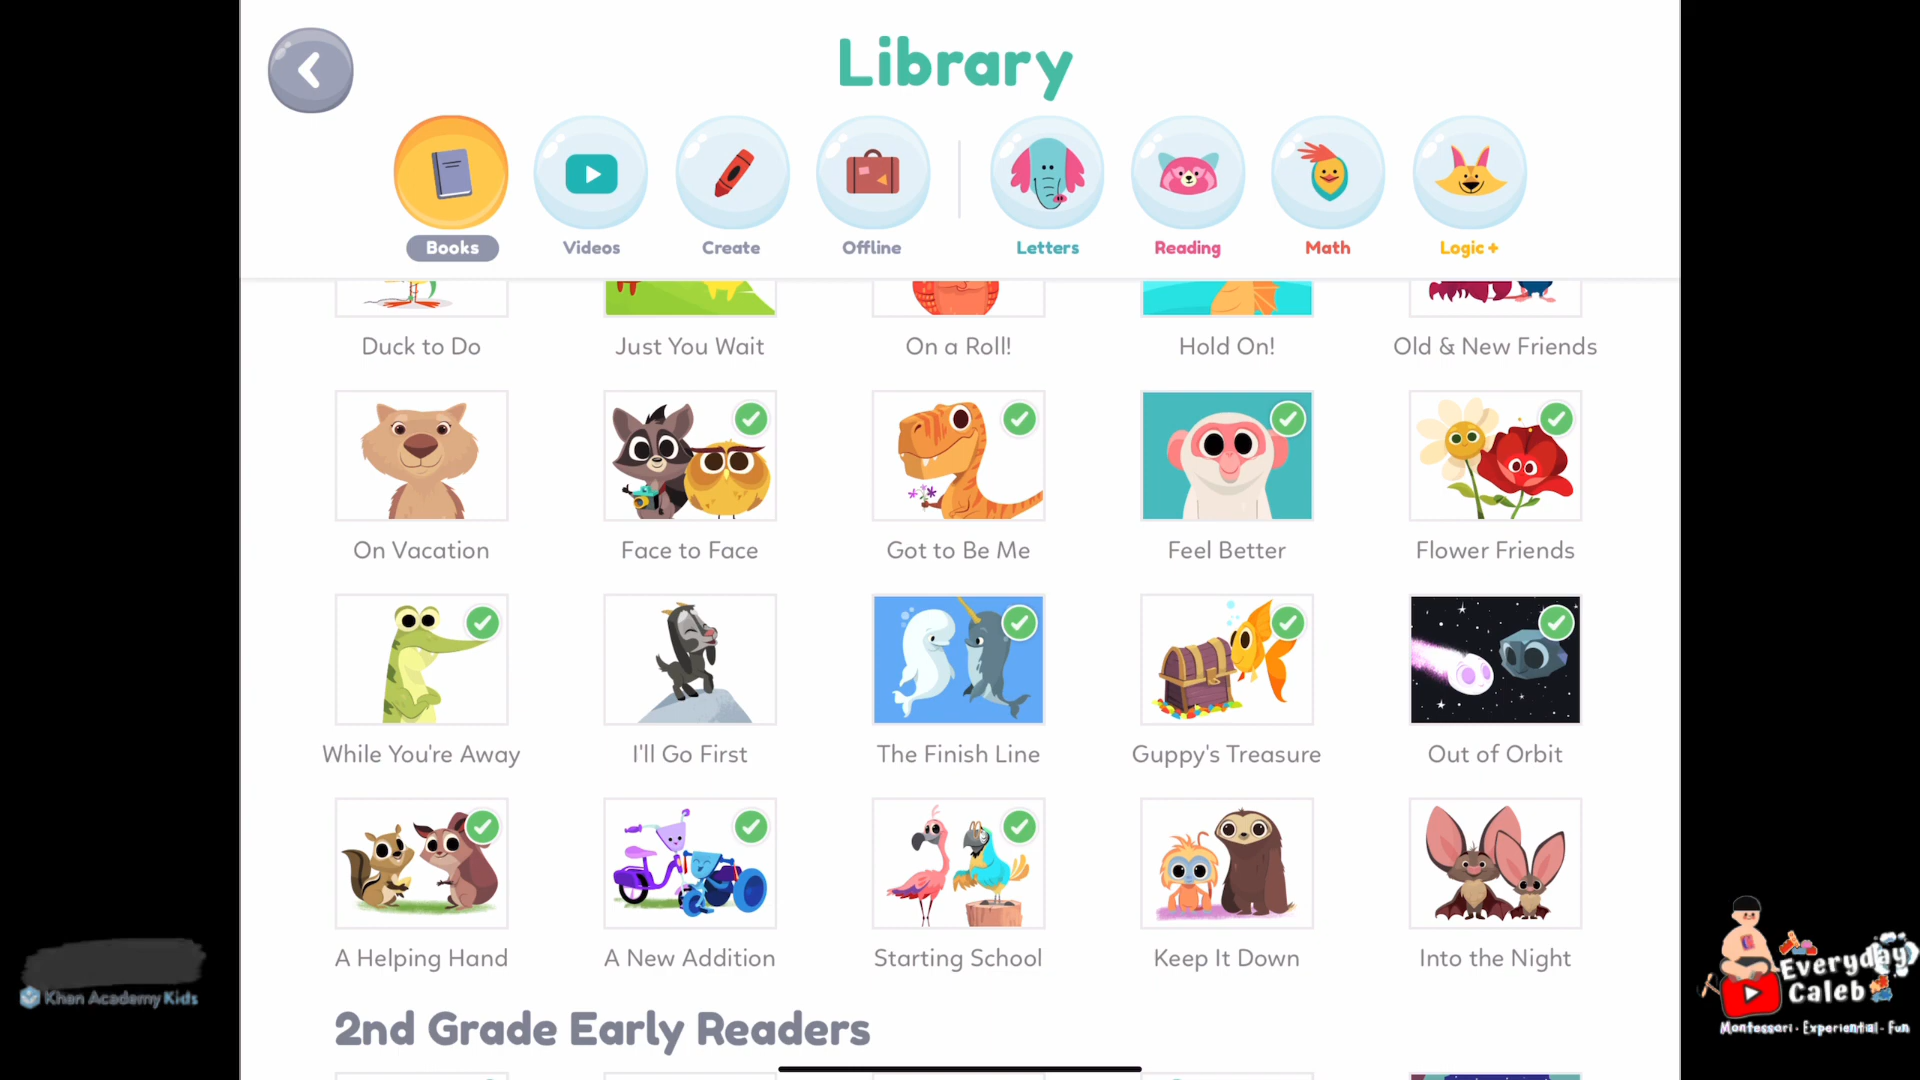 Library
Books
Videos
Create
Offline
Letters
Reading
Math
Logic +
Duck to Do
Just You Wait
On a Roll!
Hold On!
Old & New Friends
On Vacation
Face to Face
Got to Be Me
Feel Better
Flower Friends
While You're Away
I'll Go First
The Finish Line
Guppy's Treasure
Out of Orbit
A Helping Hand
A New Addition
Starting School
Keep It Down
Into the Night
2nd Grade Early Readers
Khan Academy Kids
Everyday
Caleb
Montessori · Experiential · Fun